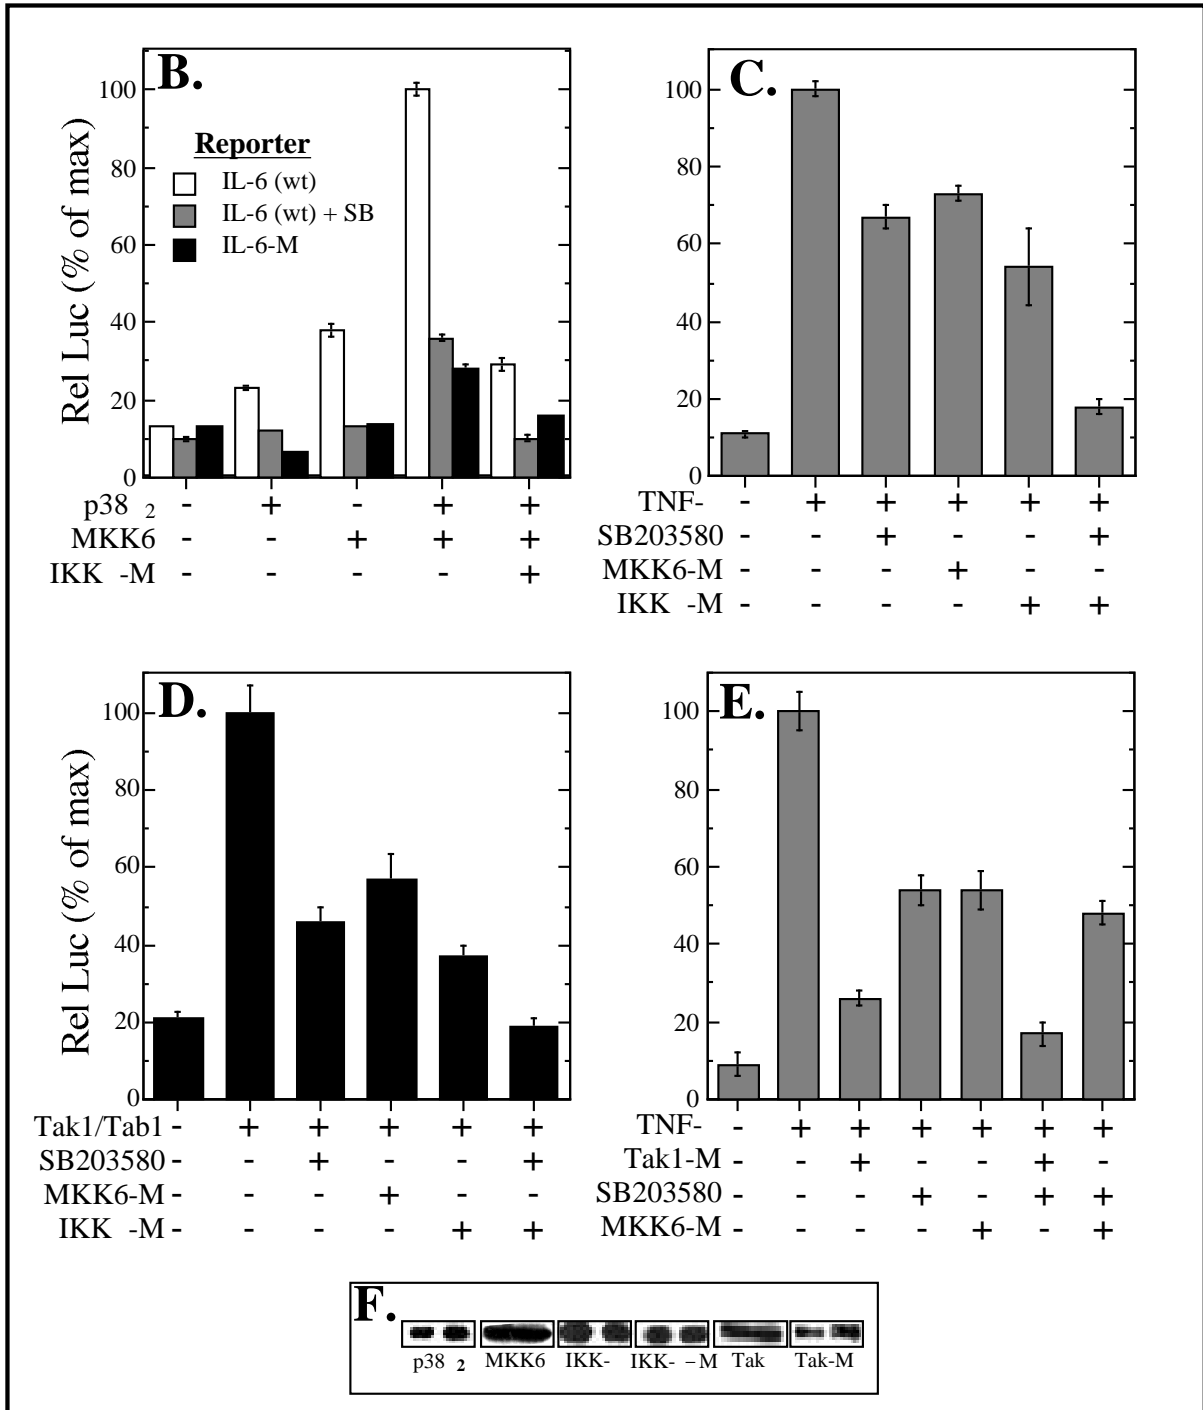 B.
Rel Luc (% of max)
100
80
60
40
20
0
Reporter
IL-6 (wt)
IL-6 (wt) + SB
IL-6-M
p38 2 - + - + +
MKK6 - - + + +
IKK -M - - - - +
C.
100
80
60
40
20
0
TNF- - + + + + +
SB203580 - - + - - +
MKK6-M - - - + - -
IKK -M - - - - + +
D.
Rel Luc (% of max)
100
80
60
40
20
0
Tak1/Tab1 - + + + + +
SB203580 - - + - - +
MKK6-M - - - + - -
IKK -M - - - - + +
E.
100
80
60
40
20
0
TNF- - + + + + + +
Tak1-M - - + - - + -
SB203580 - - - + - + +
MKK6-M - - - - + - +
F.
p38 2 MKK6 IKK- IKK- -M Tak Tak-M